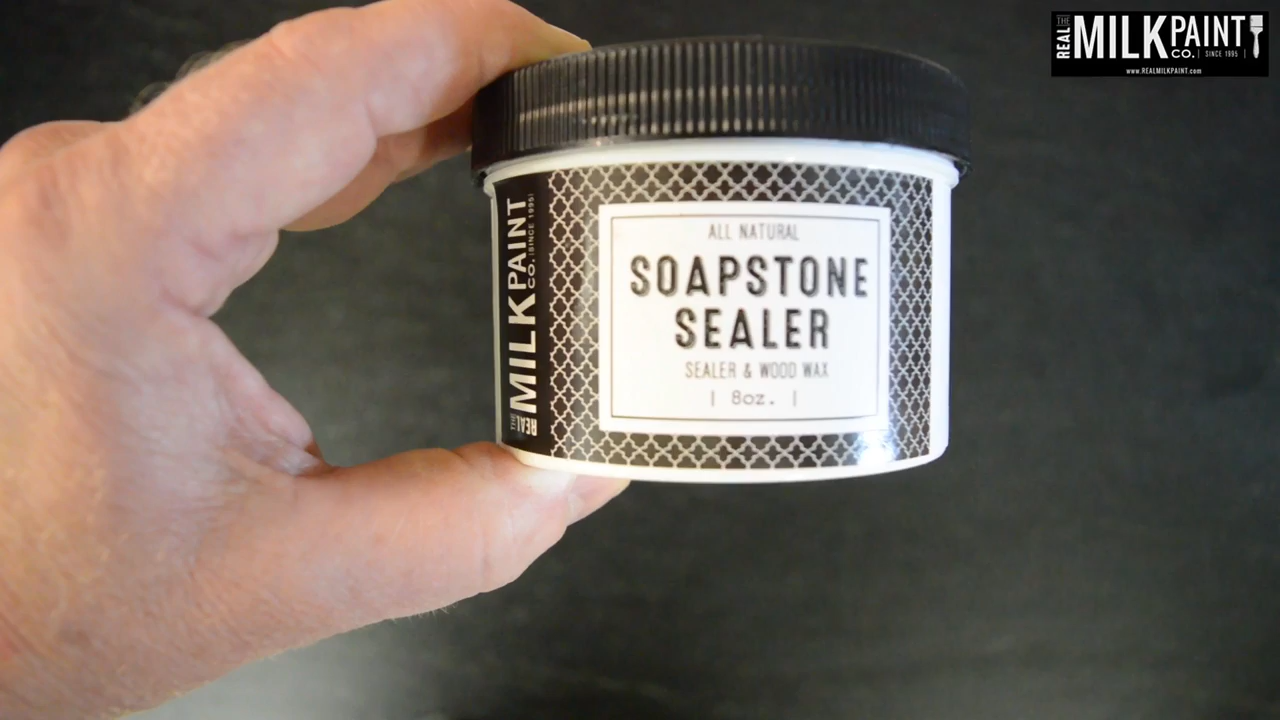 THE REAL MILK PAINT CO. | SINCE 1995 |
www.REALMILKPAINT.com
THE REAL MILK PAINT CO. |SINCE 1995|
ALL NATURAL
SOAPSTONE
SEALER
SEALER & WOOD WAX
| 8oz. |